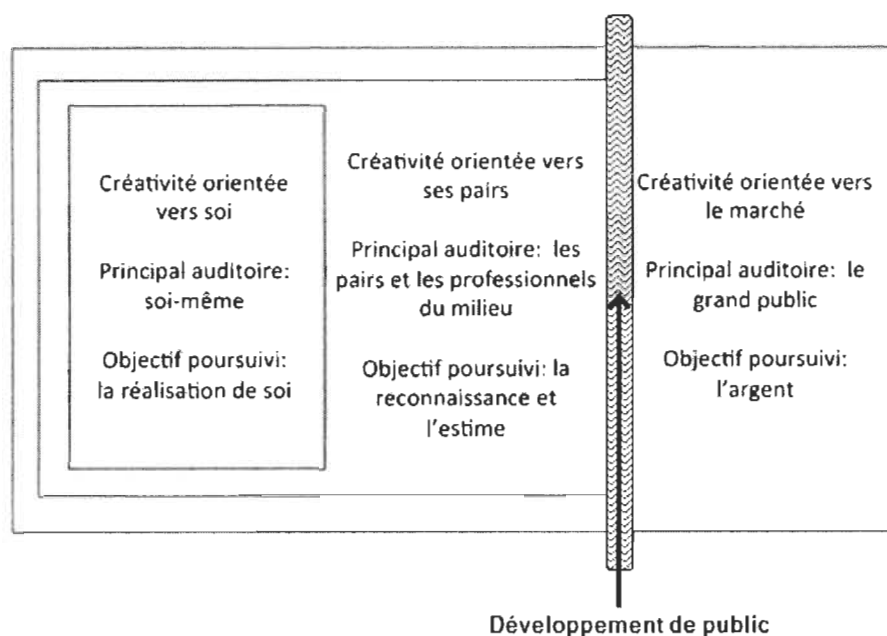 Créativité orientée
vers soi
Principal auditoire:
soi-même
Objectif poursuivi:
la réalisation de soi
Créativité orientée vers
ses pairs
Principal auditoire: les
pairs et les professionnels
du milieu
Objectif poursuivi: la
reconnaissance et
l'estime
Créativité orientée vers
le marché
Principal auditoire: le
grand public
Objectif poursuivi:
l'argent
Développement de public